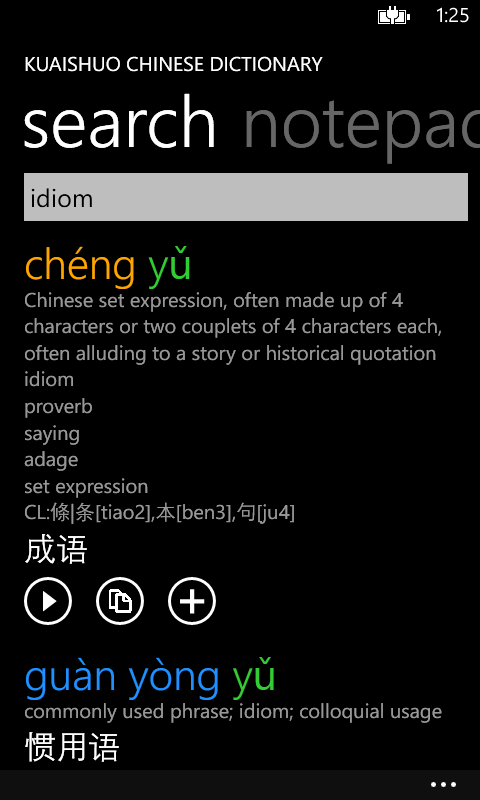 1:25
KUAISHUO CHINESE DICTIONARY
search notepad
idiom
chéng yǔ
Chinese set expression, often made up of 4
characters or two couplets of 4 characters each,
often alluding to a story or historical quotation
idiom
proverb
saying
adage
set expression
CL:條|条[tiao2],本[ben3],句[ju4]
成语
guàn yòng yǔ
commonly used phrase; idiom; colloquial usage
惯用语